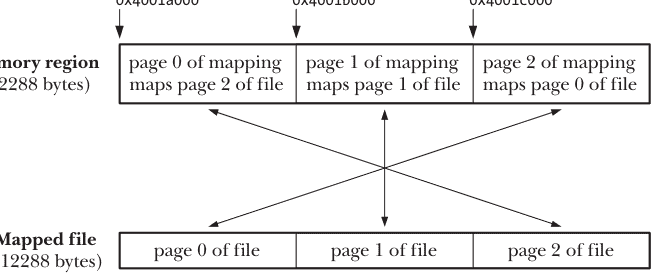 0x4001a000 0x4001b000 0x4001c000
mory region
2288 bytes)
page 0 of mapping
maps page 2 of file
page 1 of mapping
maps page 1 of file
page 2 of mapping
maps page 0 of file
Mapped file
12288 bytes)
page 0 of file
page 1 of file
page 2 of file